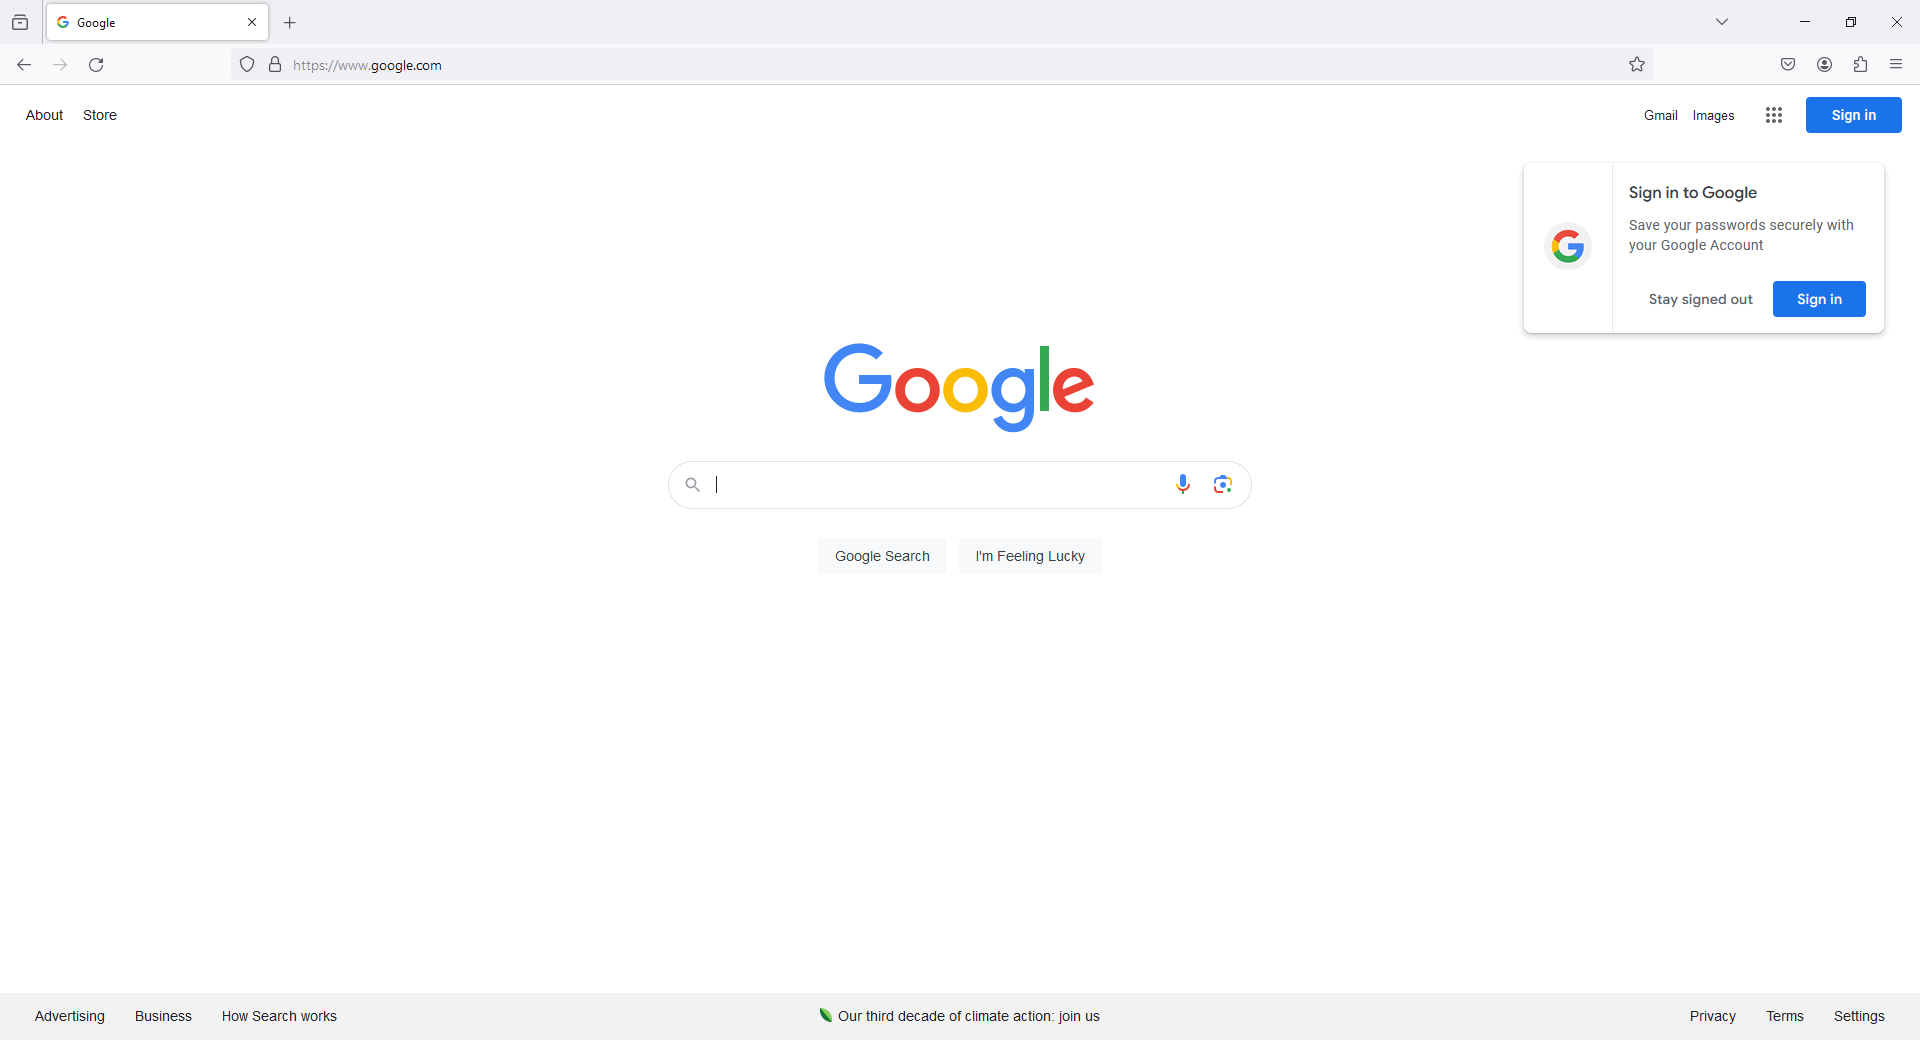 Google
https://www.google.com
About
Store
Gmail
Images
Sign in
Sign in to Google
Save your passwords securely with
your Google Account
Stay signed out
Sign in
Google
Google Search
I'm Feeling Lucky
Advertising
Business
How Search works
Our third decade of climate action: join us
Privacy
Terms
Settings